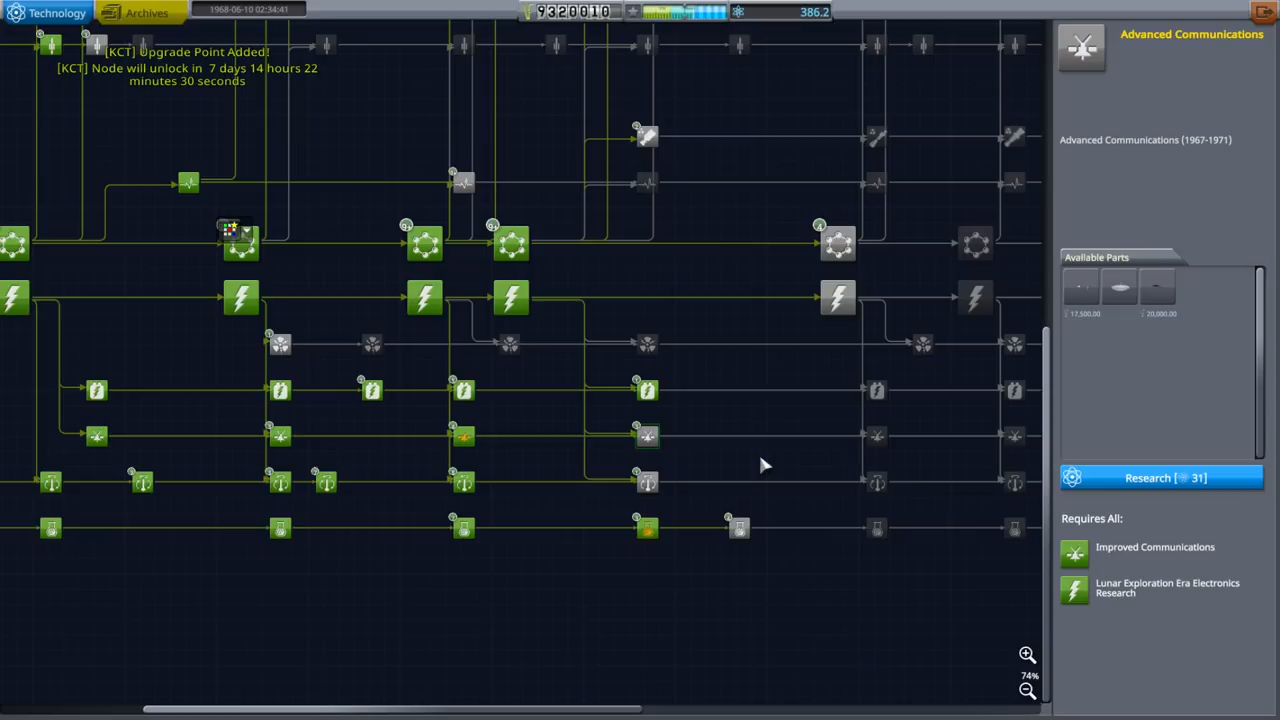 Technology
Archives
1968-06-10 02:34:41
9320010
386.2
[KCT] Upgrade Point Added!
[KCT] Node will unlock in 7 days 14 hours 22
minutes 30 seconds
Advanced Communications
Advanced Communications (1967-1971)
Available Parts
17,500.00
20,000.00
Research [ 31]
Requires All:
Improved Communications
Lunar Exploration Era Electronics
Research
4
74%